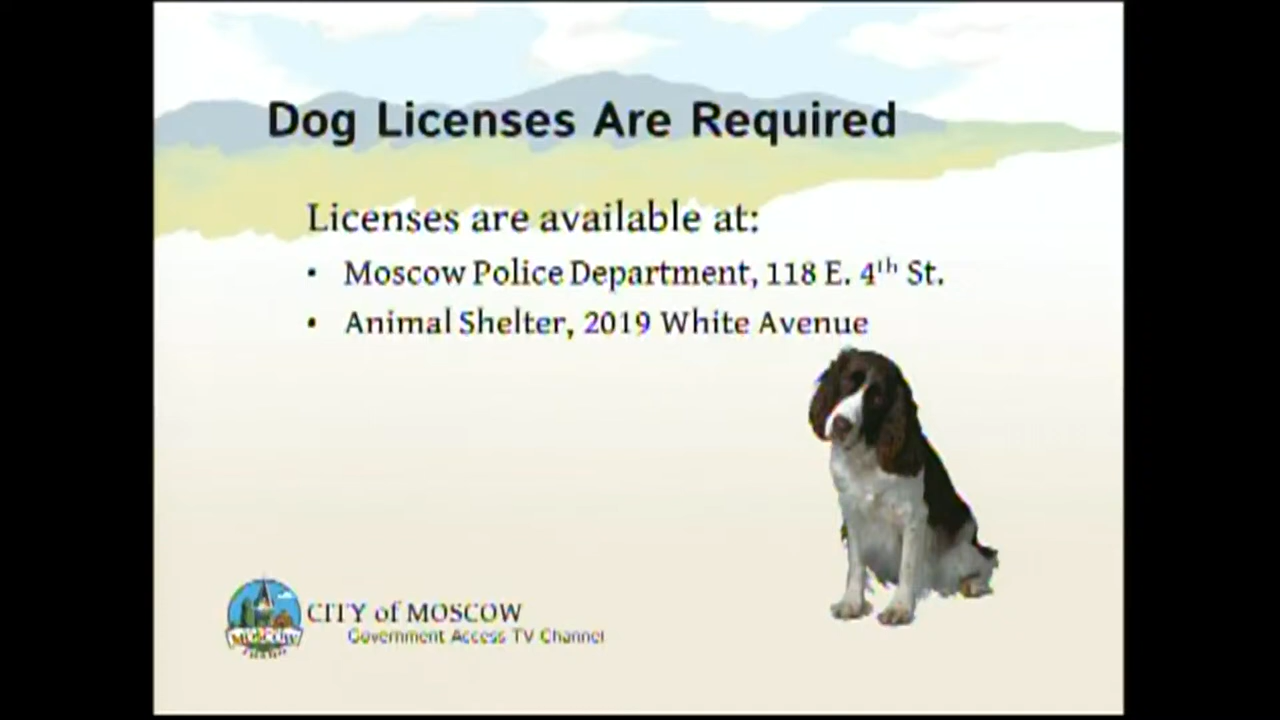 Dog Licenses Are Required
Licenses are available at:
• Moscow Police Department, 118 E. 4th St.
• Animal Shelter, 2019 White Avenue
MOSCOW
CITY of MOSCOW
Government Access TV Channel